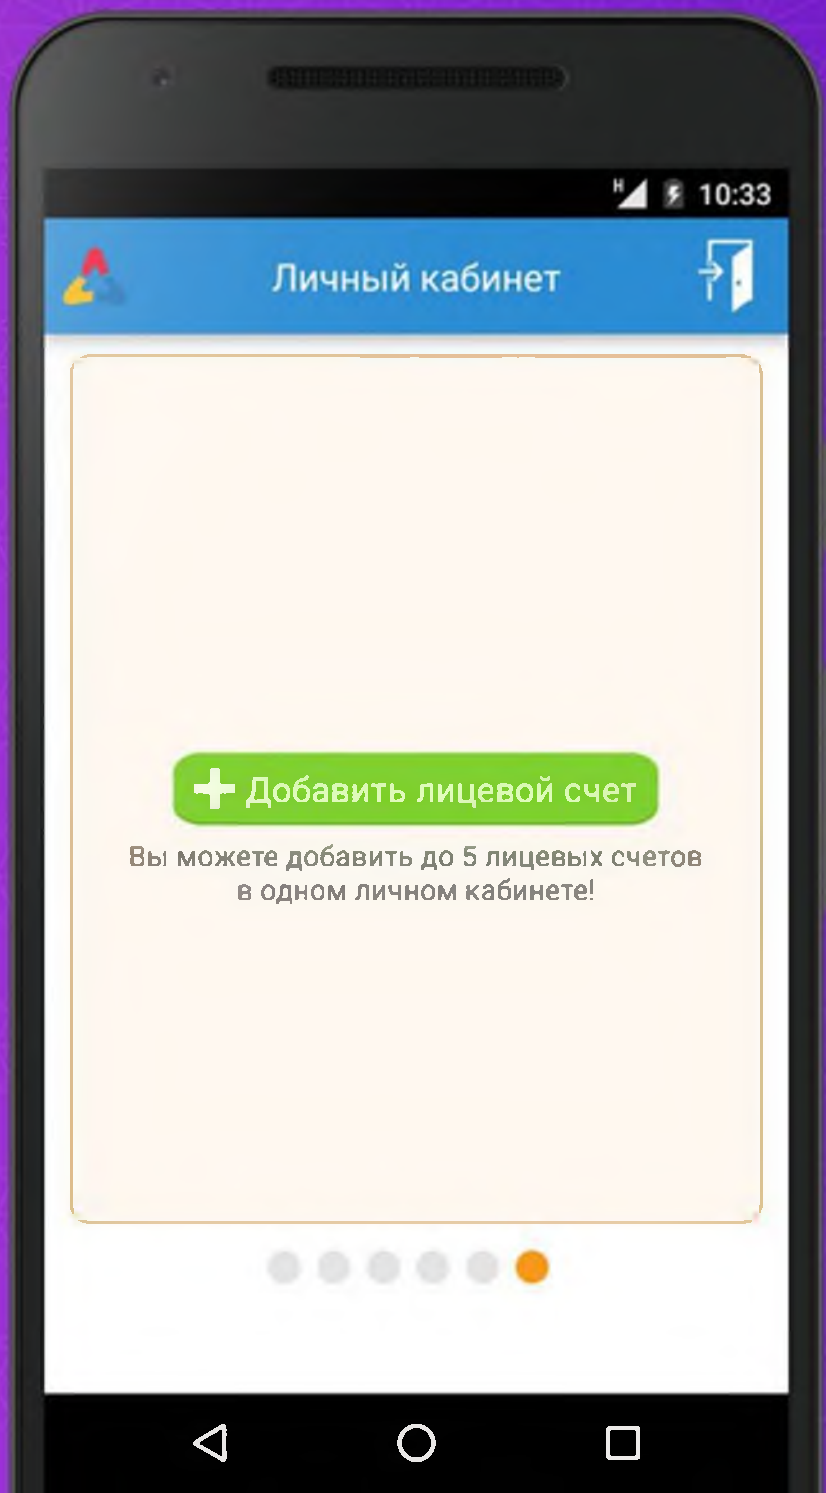 H 10:33
Личный кабинет
Добавить лицевой счет
Вы можете добавить до 5 лицевых счетов
в одном личном кабинете!